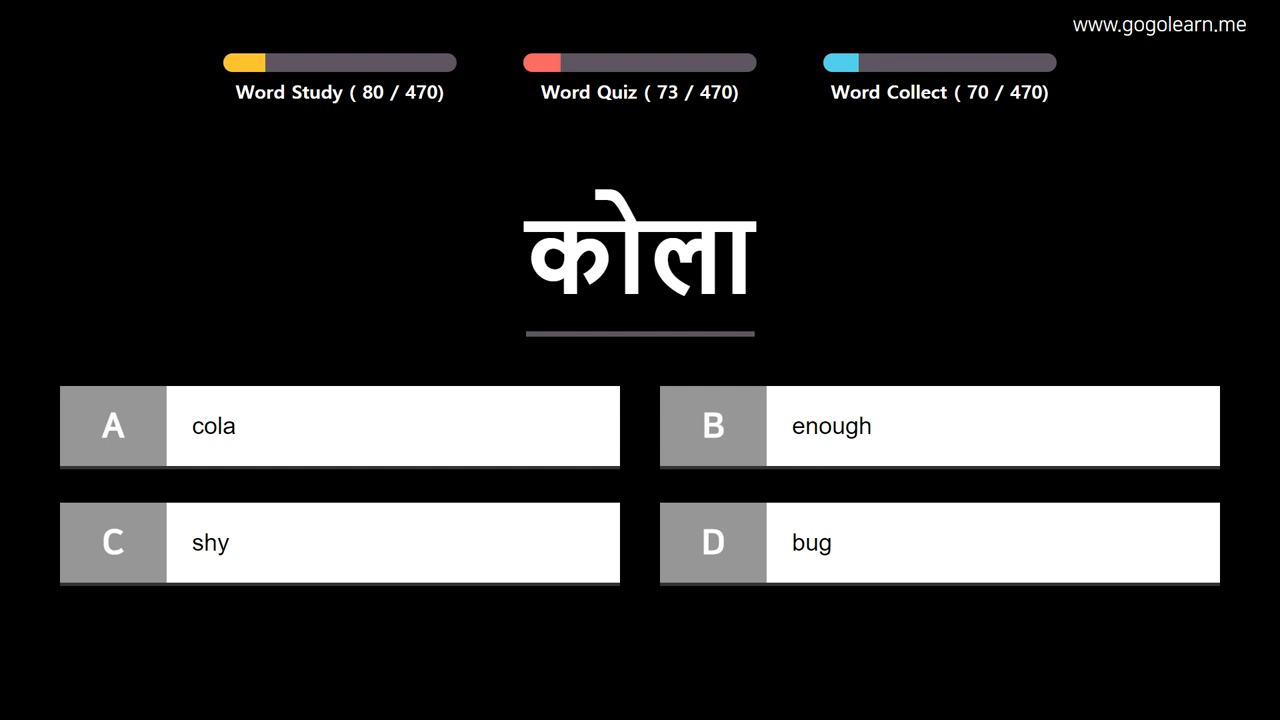 www.gogolearn.me
Word Study ( 80 / 470)
Word Quiz ( 73 / 470)
Word Collect ( 70 / 470)
कोला
A cola
B enough
C shy
D bug